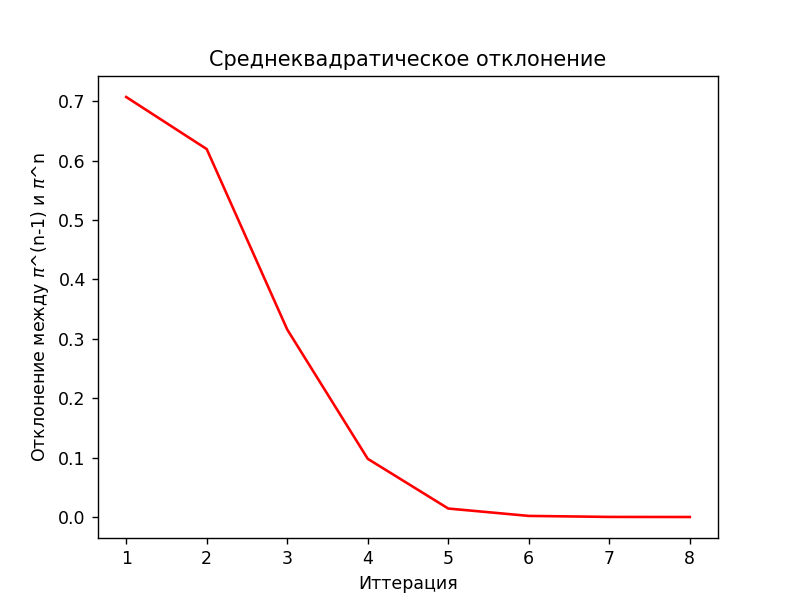 Среднеквадратическое отклонение
Отклонение между π^(n-1) и π^n
0.7
0.6
0.5
0.4
0.3
0.2
0.1
0.0
1 2 3 4 5 6 7 8
Иттерация